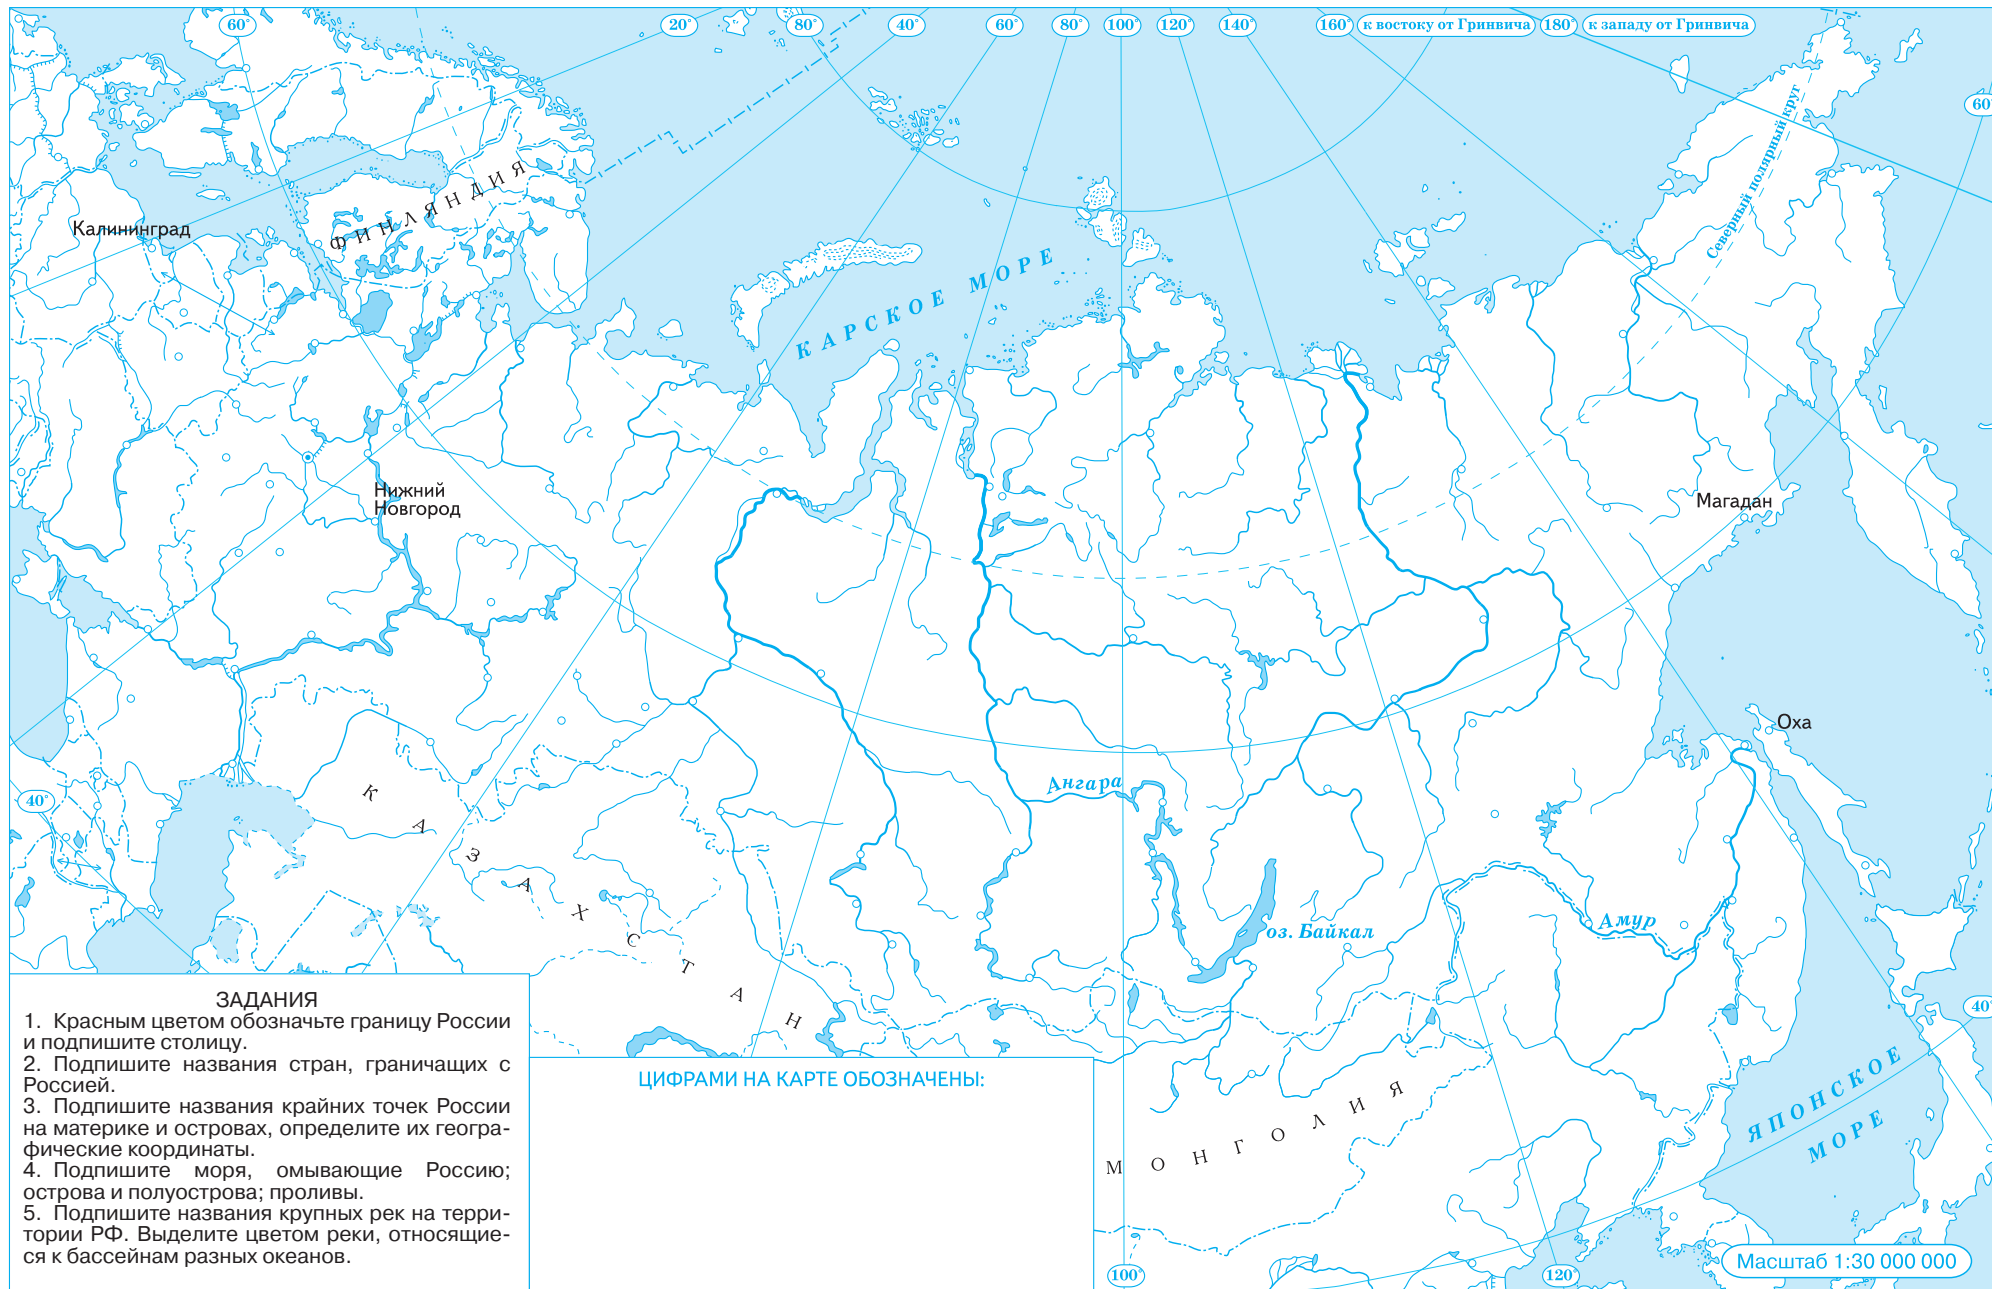 60°
20°
80°
40°
60°
80°
100°
120°
140°
160°
к востоку от Гринвича
180°
к западу от Гринвича
60°
Северный полярный круг
ФИНЛЯНДИЯ
Калининград
КАРСКОЕ МОРЕ
Нижний
Новгород
Магадан
Оха
40°
Ангара
КАЗАХСТАН
оз. Байкал
Амур
40°
ЯПОНСКОЕ
МОРЕ
МОНГОЛИЯ
100°
120°
Масштаб 1:30 000 000
ЗАДАНИЯ
1. Красным цветом обозначьте границу России
и подпишите столицу.
2. Подпишите названия стран, граничащих с
Россией.
3. Подпишите названия крайних точек России
на материке и островах, определите их геогра-
фические координаты.
4. Подпишите моря, омывающие Россию;
острова и полуострова; проливы.
5. Подпишите названия крупных рек на терри-
тории РФ. Выделите цветом реки, относящие-
ся к бассейнам разных океанов.
ЦИФРАМИ НА КАРТЕ ОБОЗНАЧЕНЫ: